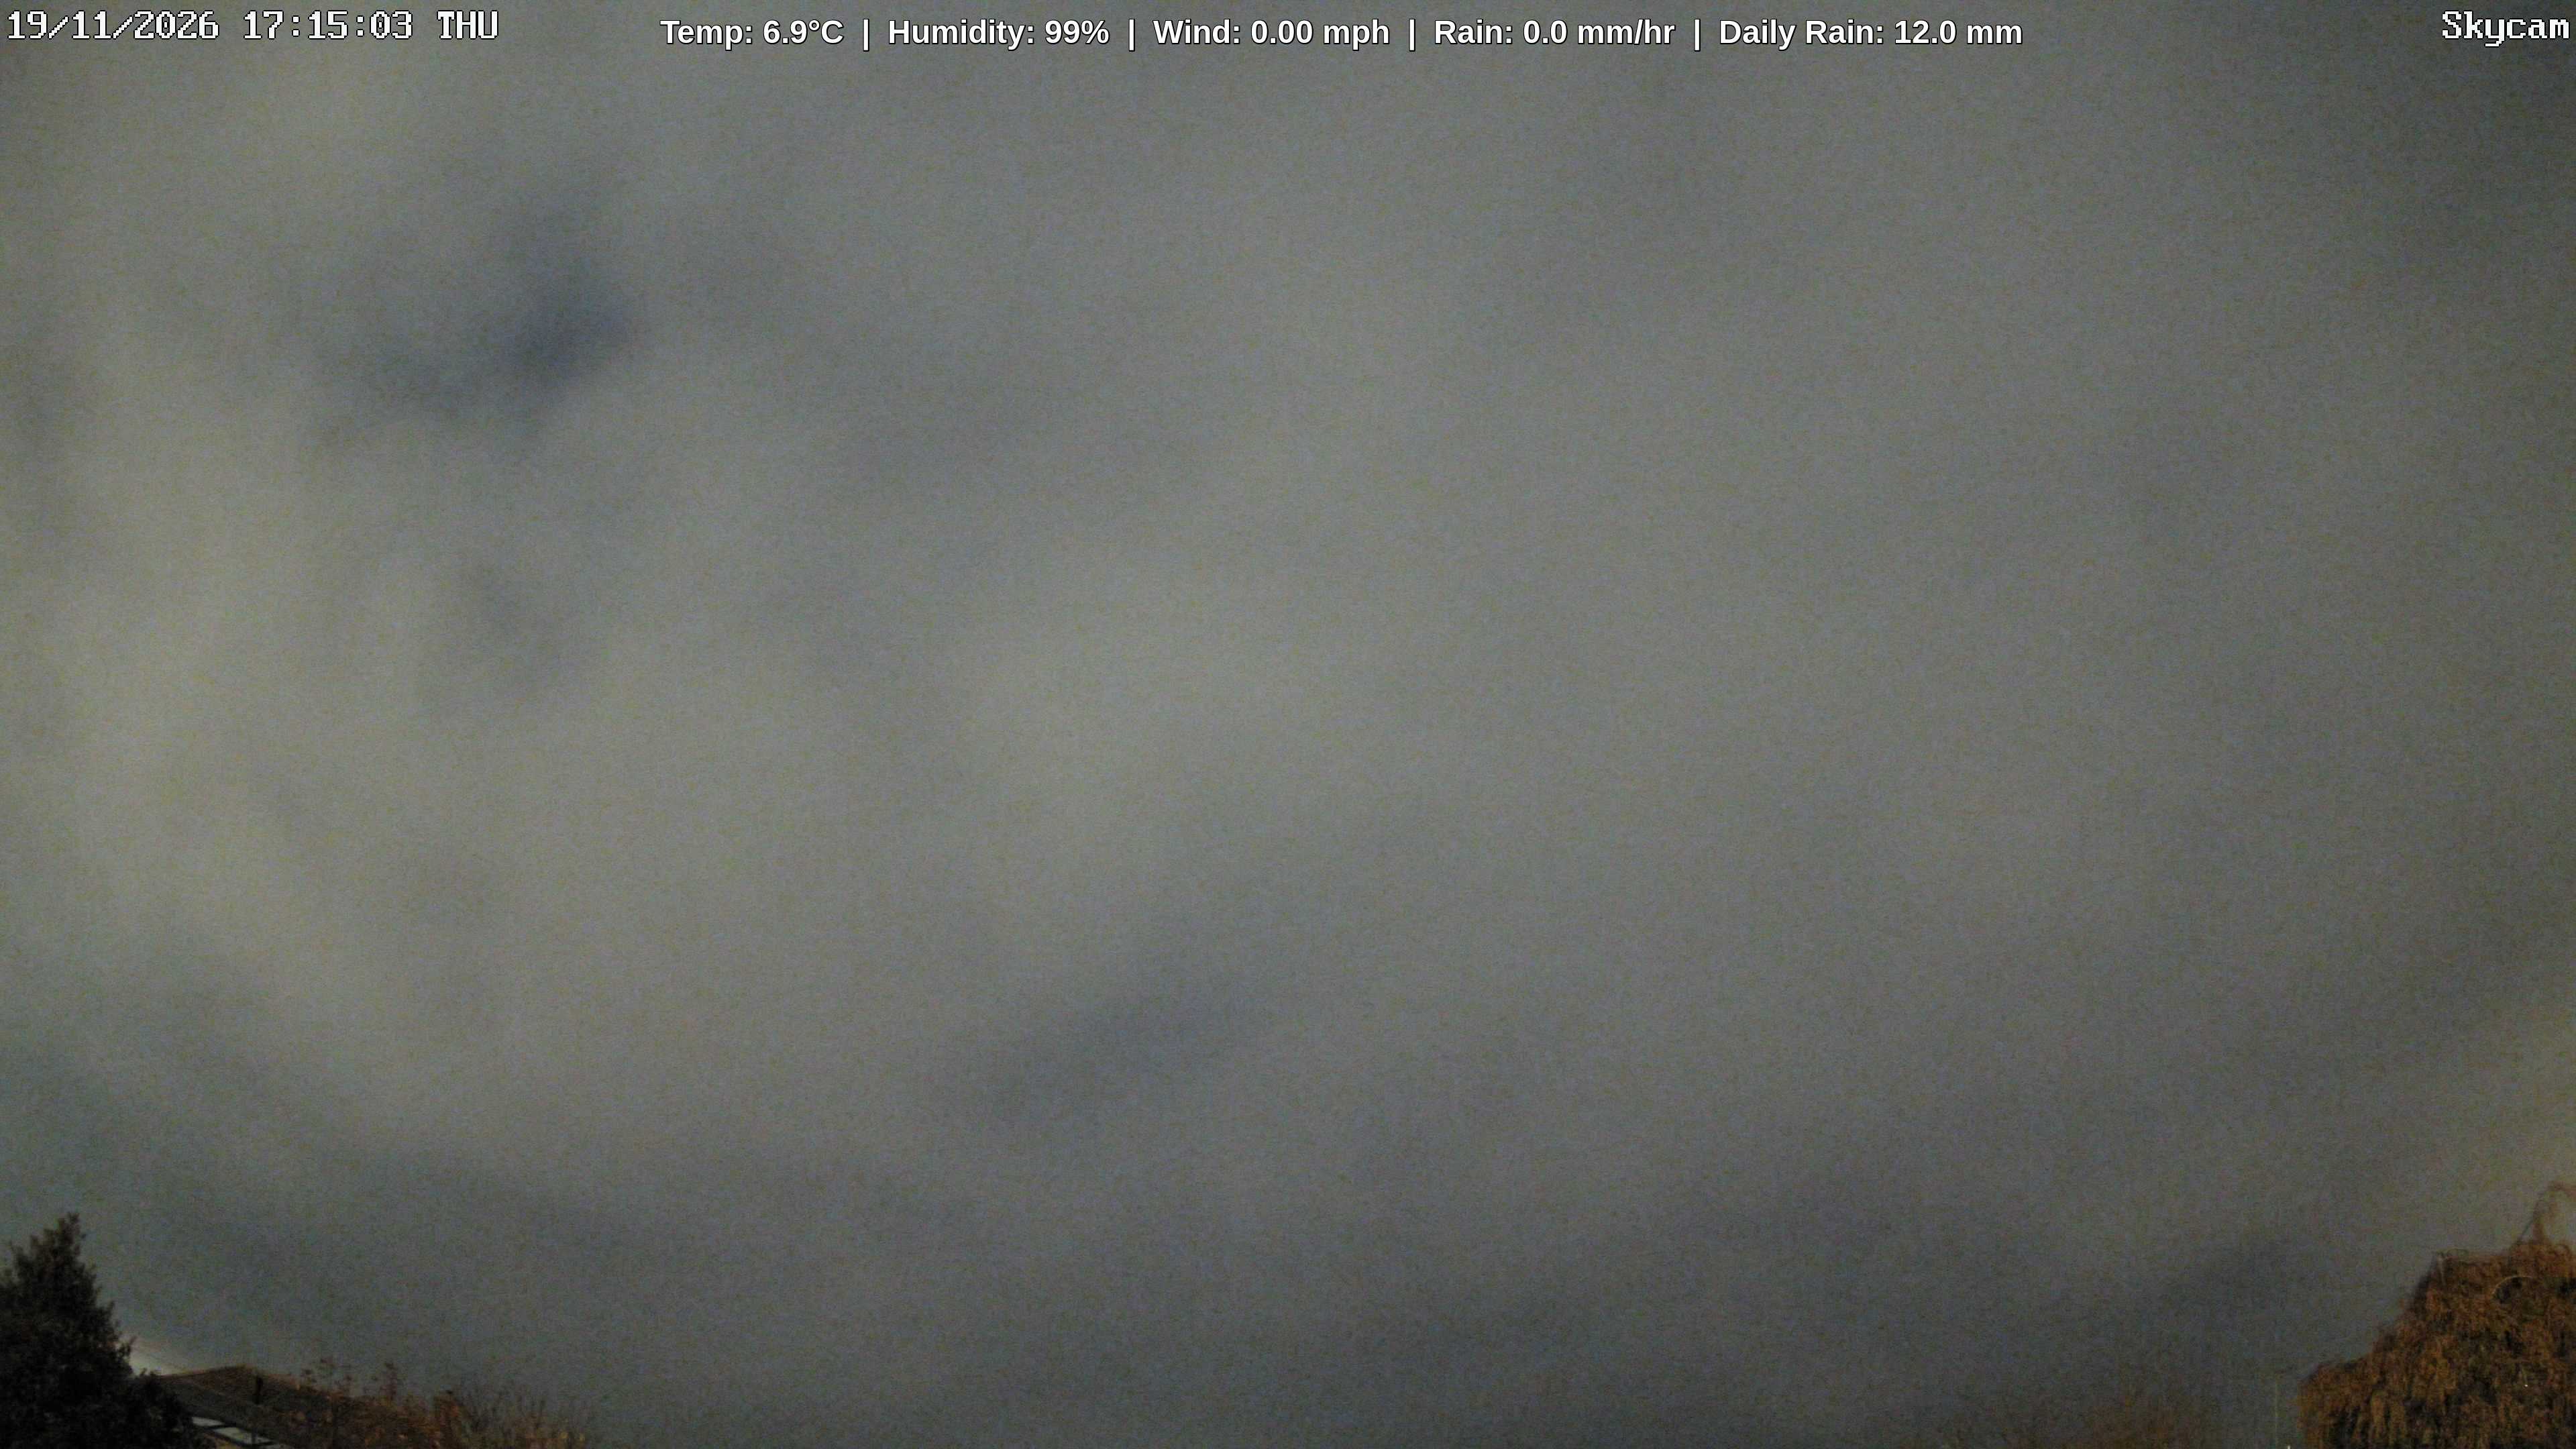 19/11/2026 17:15:03 THU
Temp: 6.9°C | Humidity: 99% | Wind: 0.00 mph | Rain: 0.0 mm/hr | Daily Rain: 12.0 mm
Skycam